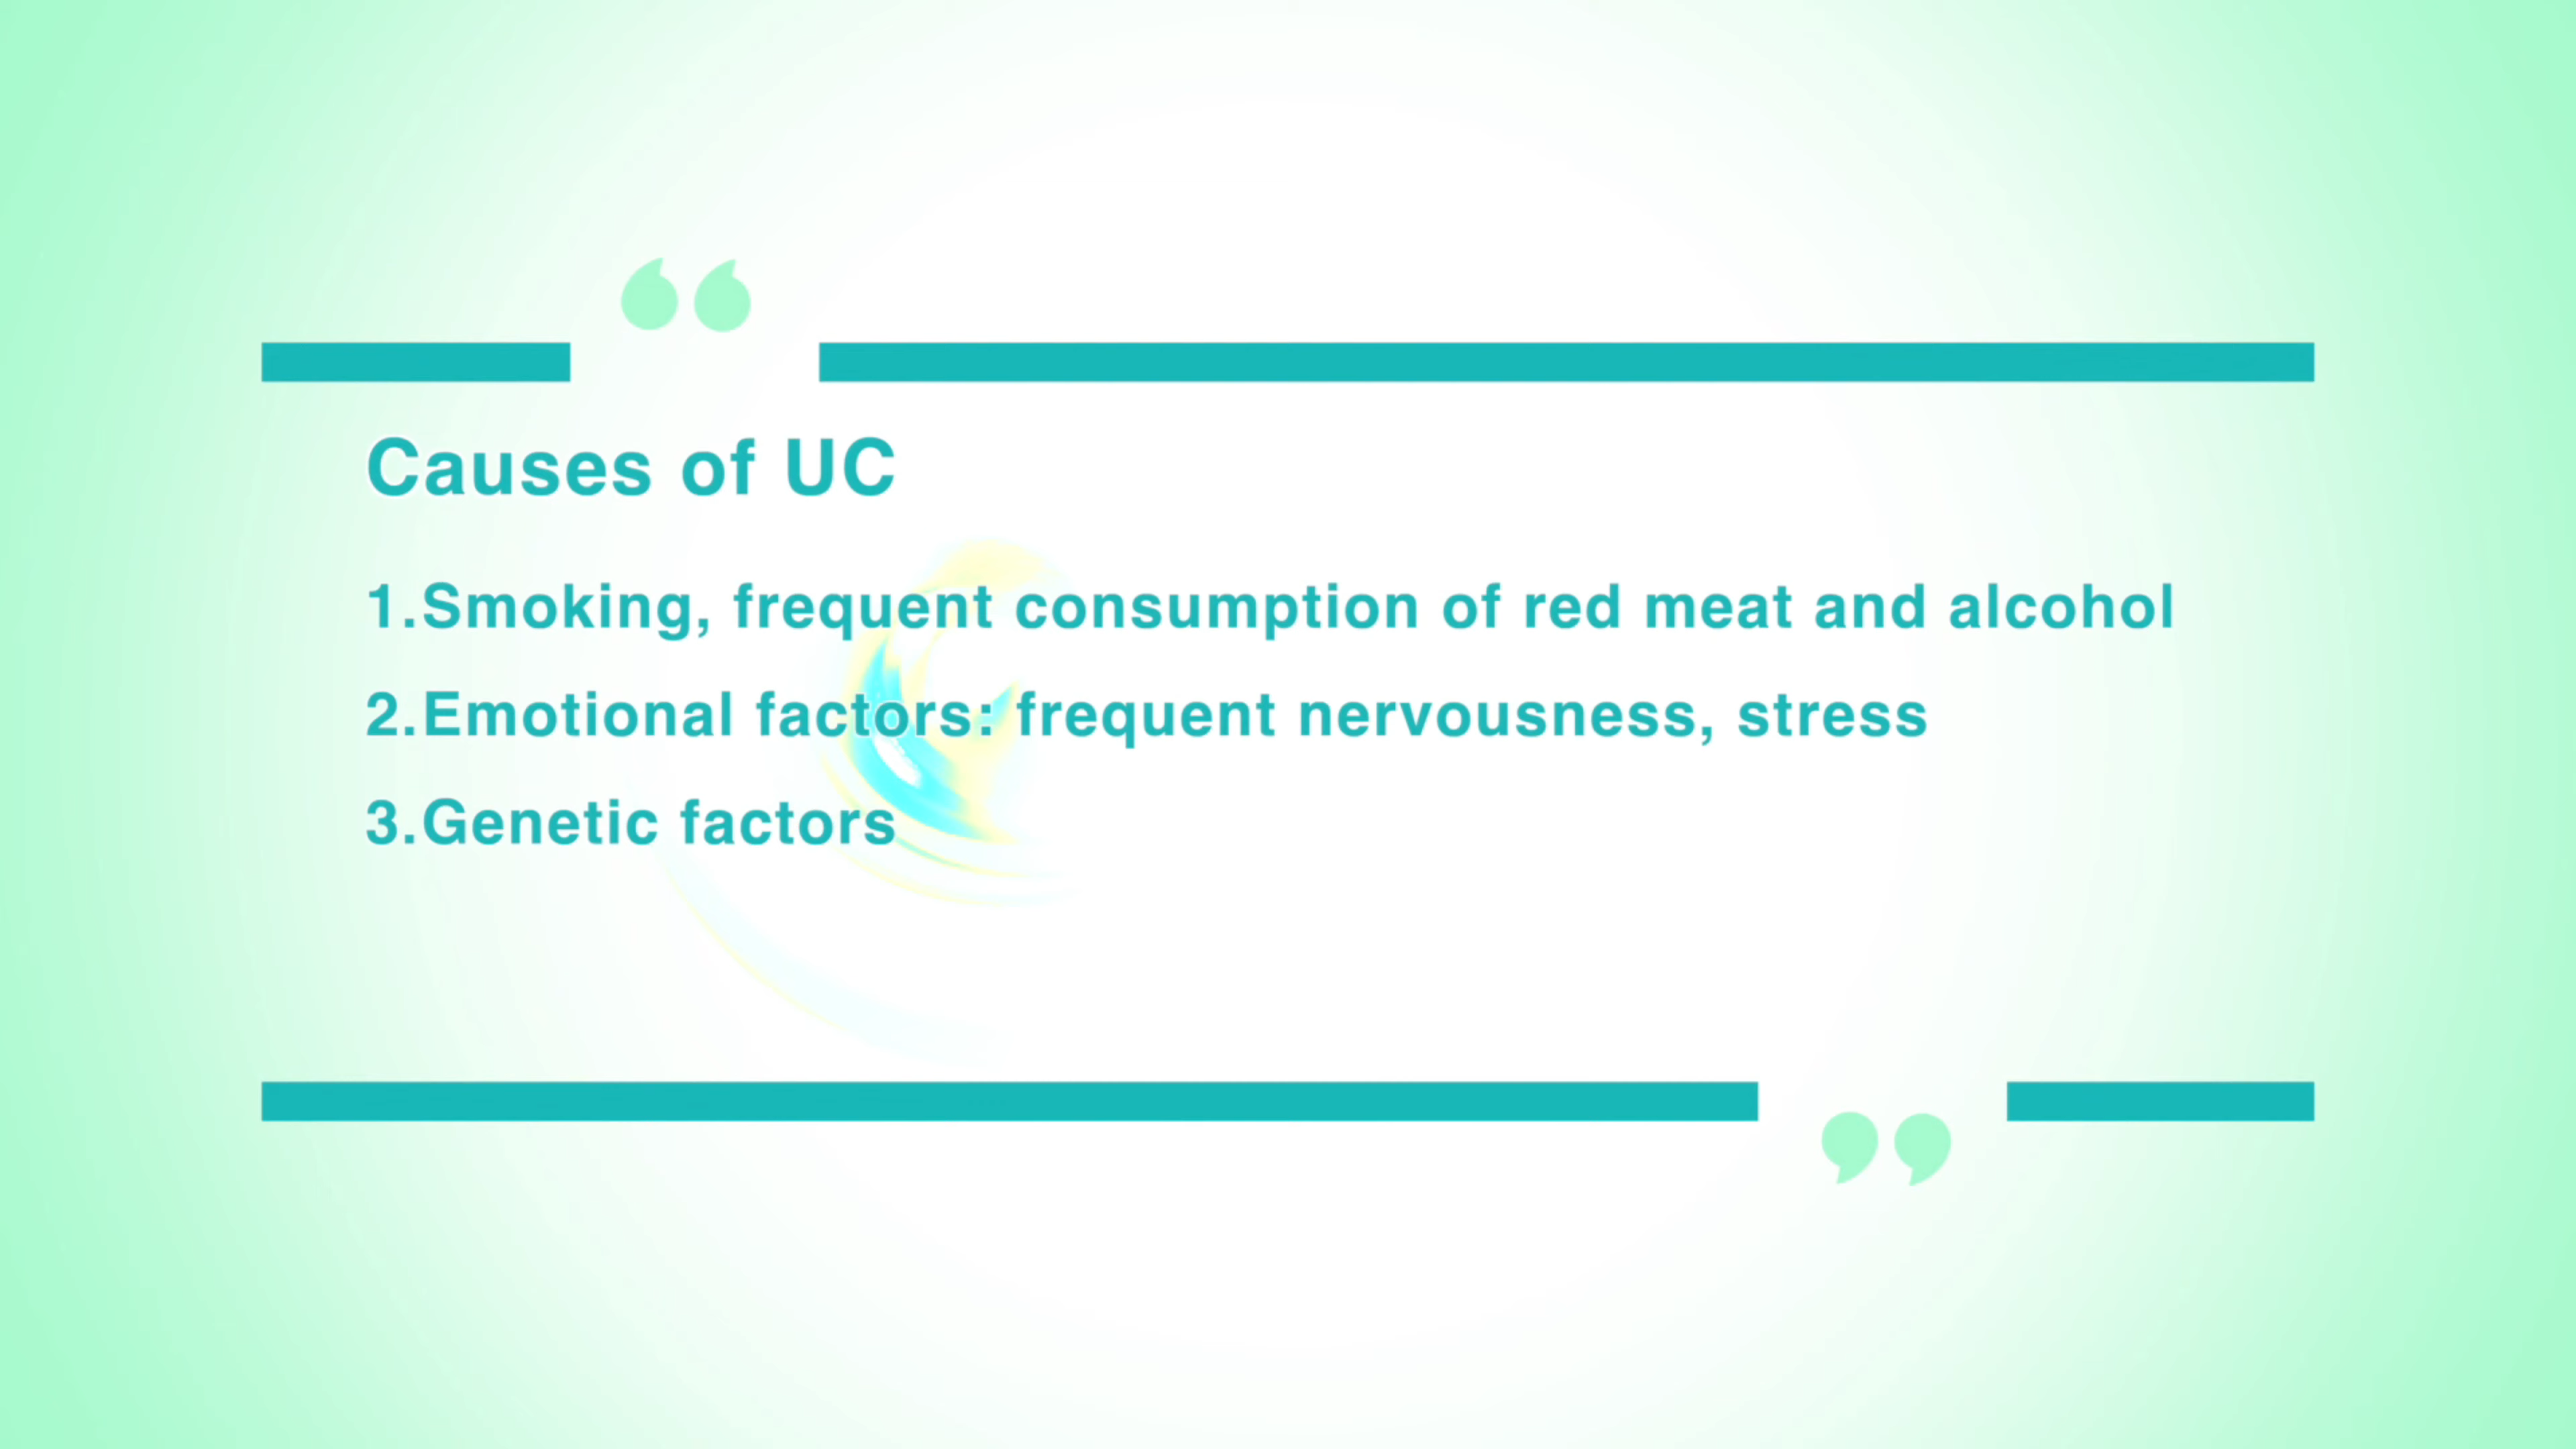 Causes of UC
1.Smoking, frequent consumption of red meat and alcohol
2.Emotional factors: frequent nervousness, stress
3.Genetic factors